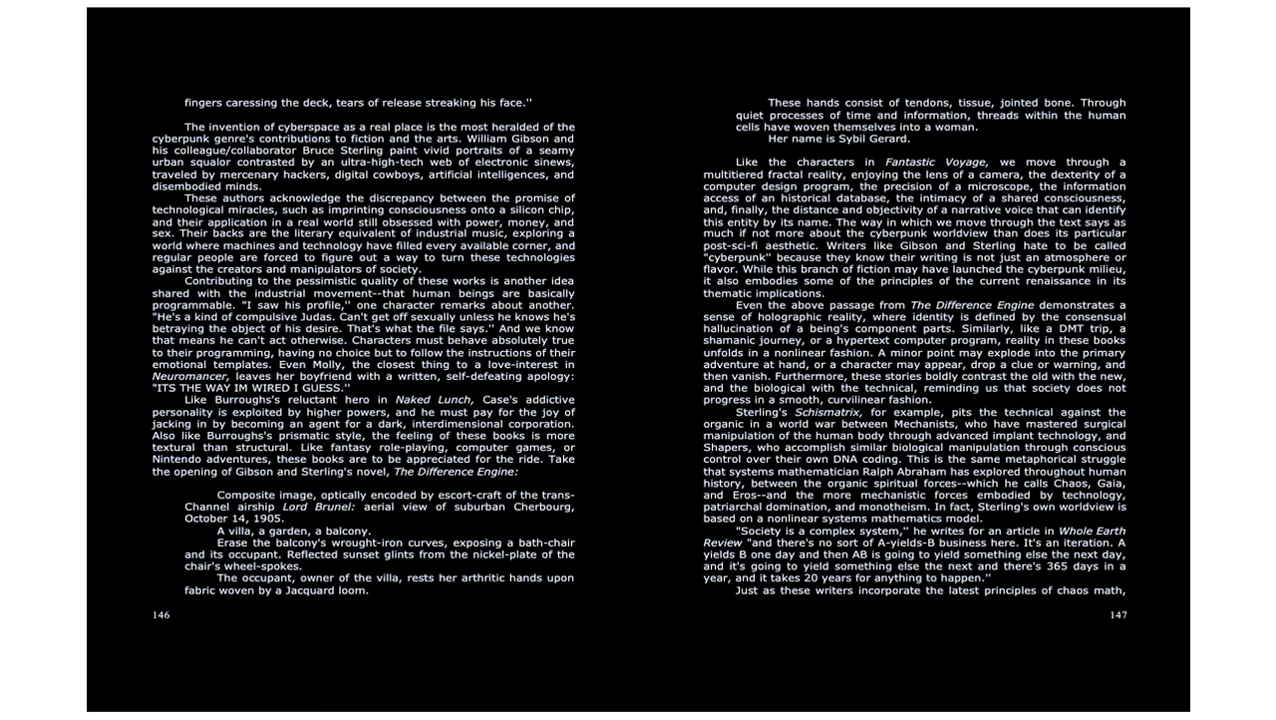 fingers caressing the deck, tears of release streaking his face."
The invention of cyberspace as a real place is the most heralded of the
cyberpunk genre's contributions to fiction and the arts. William Gibson and
his colleague/collaborator Bruce Sterling paint vivid portraits of a seamy
urban squalor contrasted by an ultra-high-tech web of electronic sinews,
traveled by mercenary hackers, digital cowboys, artificial intelligences, and
disembodied minds.
These authors acknowledge the discrepancy between the promise of
technological miracles, such as imprinting consciousness onto a silicon chip,
and their application in a real world still obsessed with power, money, and
sex. Their backs are the literary equivalent of industrial music, exploring a
world where machines and technology have filled every available corner, and
regular people are forced to figure out a way to turn these technologies
against the creators and manipulators of society.
Contributing to the pessimistic quality of these works is another idea
shared with the industrial movement--that human beings are basically
programmable. "I saw his profile," one character remarks about another.
"He's a kind of compulsive Judas. Can't get off sexually unless he knows he's
betraying the object of his desire. That's what the file says." And we know
that means he can't act otherwise. Characters must behave absolutely true
to their programming, having no choice but to follow the instructions of their
emotional templates. Even Molly, the closest thing to a love-interest in
Neuromancer, leaves her boyfriend with a written, self-defeating apology:
"ITS THE WAY IM WIRED I GUESS."
Like Burroughs's reluctant hero in Naked Lunch, Case's addictive
personality is exploited by higher powers, and he must pay for the joy of
jacking in by becoming an agent for a dark, interdimensional corporation.
Also like Burroughs's prismatic style, the feeling of these books is more
textural than structural. Like fantasy role-playing, computer games, or
Nintendo adventures, these books are to be appreciated for the ride. Take
the opening of Gibson and Sterling's novel, The Difference Engine:
Composite image, optically encoded by escort-craft of the trans-
Channel airship Lord Brunel: aerial view of suburban Cherbourg,
October 14, 1905.
A villa, a garden, a balcony.
Erase the balcony's wrought-iron curves, exposing a bath-chair
and its occupant. Reflected sunset glints from the nickel-plate of the
chair's wheel-spokes.
The occupant, owner of the villa, rests her arthritic hands upon
fabric woven by a Jacquard loom.
146
These hands consist of tendons, tissue, jointed bone. Through
quiet processes of time and information, threads within the human
cells have woven themselves into a woman.
Her name is Sybil Gerard.
Like the characters in Fantastic Voyage, we move through a
multitiered fractal reality, enjoying the lens of a camera, the dexterity of a
computer design program, the precision of a microscope, the information
access of an historical database, the intimacy of a shared consciousness,
and, finally, the distance and objectivity of a narrative voice that can identify
this entity by its name. The way in which we move through the text says as
much if not more about the cyberpunk worldview than does its particular
post-sci-fi aesthetic. Writers like Gibson and Sterling hate to be called
"cyberpunk" because they know their writing is not just an atmosphere or
flavor. While this branch of fiction may have launched the cyberpunk milieu,
it also embodies some of the principles of the current renaissance in its
thematic implications.
Even the above passage from The Difference Engine demonstrates a
sense of holographic reality, where identity is defined by the consensual
hallucination of a being's component parts. Similarly, like a DMT trip, a
shamanic journey, or a hypertext computer program, reality in these books
unfolds in a nonlinear fashion. A minor point may explode into the primary
adventure at hand, or a character may appear, drop a clue or warning, and
then vanish. Furthermore, these stories boldly contrast the old with the new,
and the biological with the technical, reminding us that society does not
progress in a smooth, curvilinear fashion.
Sterling's Schismatrix, for example, pits the technical against the
organic in a world war between Mechanists, who have mastered surgical
manipulation of the human body through advanced implant technology, and
Shapers, who accomplish similar biological manipulation through conscious
control over their own DNA coding. This is the same metaphorical struggle
that systems mathematician Ralph Abraham has explored throughout human
history, between the organic spiritual forces--which he calls Chaos, Gaia,
and Eros--and the more mechanistic forces embodied by technology,
patriarchal domination, and monotheism. In fact, Sterling's own worldview is
based on a nonlinear systems mathematics model.
"Society is a complex system," he writes for an article in Whole Earth
Review "and there's no sort of A-yields-B business here. It's an iteration. A
yields B one day and then AB is going to yield something else the next day,
and it's going to yield something else the next and there's 365 days in a
year, and it takes 20 years for anything to happen."
Just as these writers incorporate the latest principles of chaos math,
147